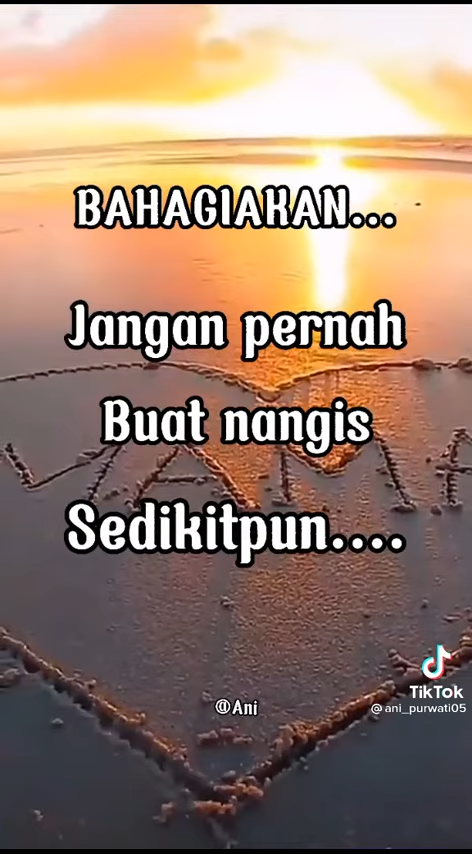 BAHAGIAKAN...
Jangan pernah
Buat nangis
Sedikitpun....
@Ani
TikTok
@ani_purwati05